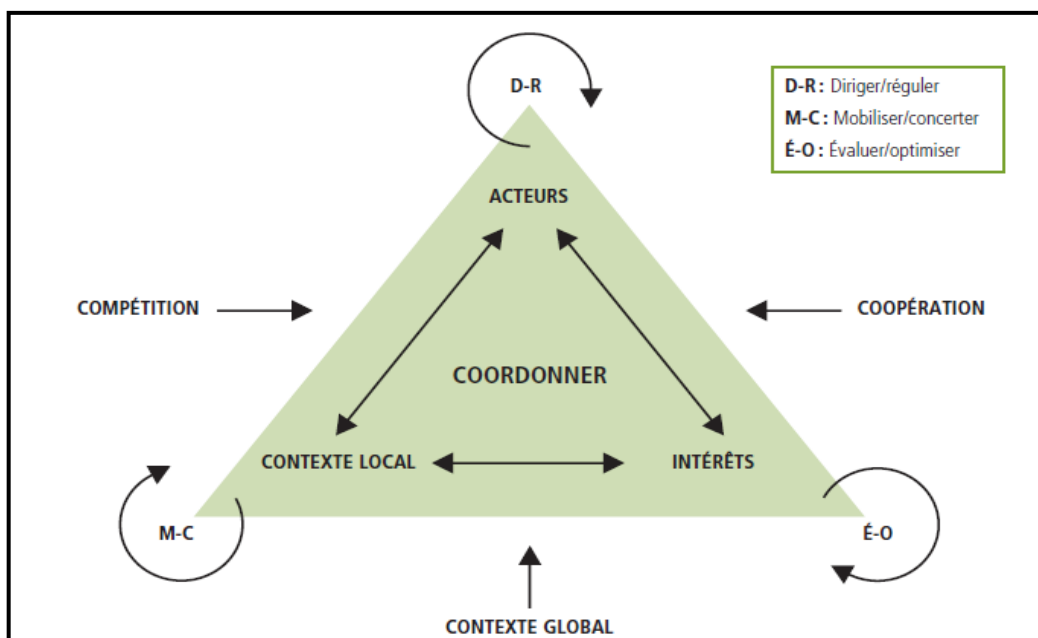 D-R
D-R : Diriger/réguler
M-C : Mobiliser/concerter
É-O : Évaluer/optimiser
ACTEURS
COMPÉTITION
COOPÉRATION
COORDONNER
CONTEXTE LOCAL
INTÉRÊTS
M-C
É-O
CONTEXTE GLOBAL